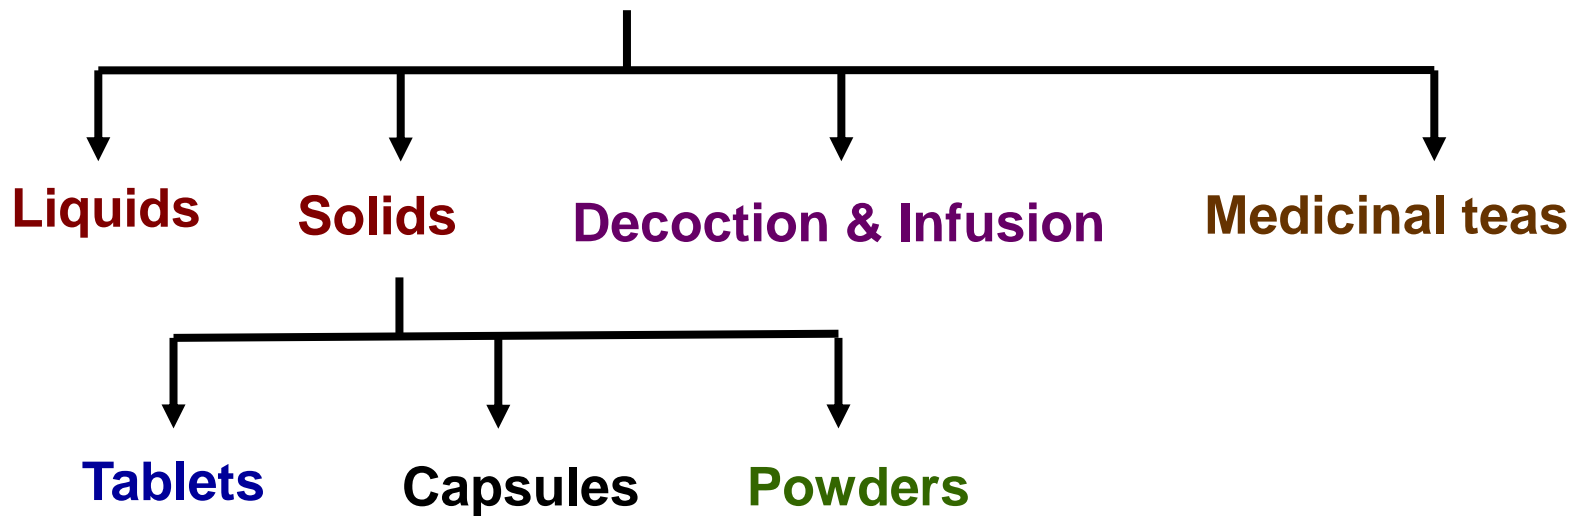 Liquids
Solids
Decoction & Infusion
Medicinal teas
Tablets
Capsules
Powders